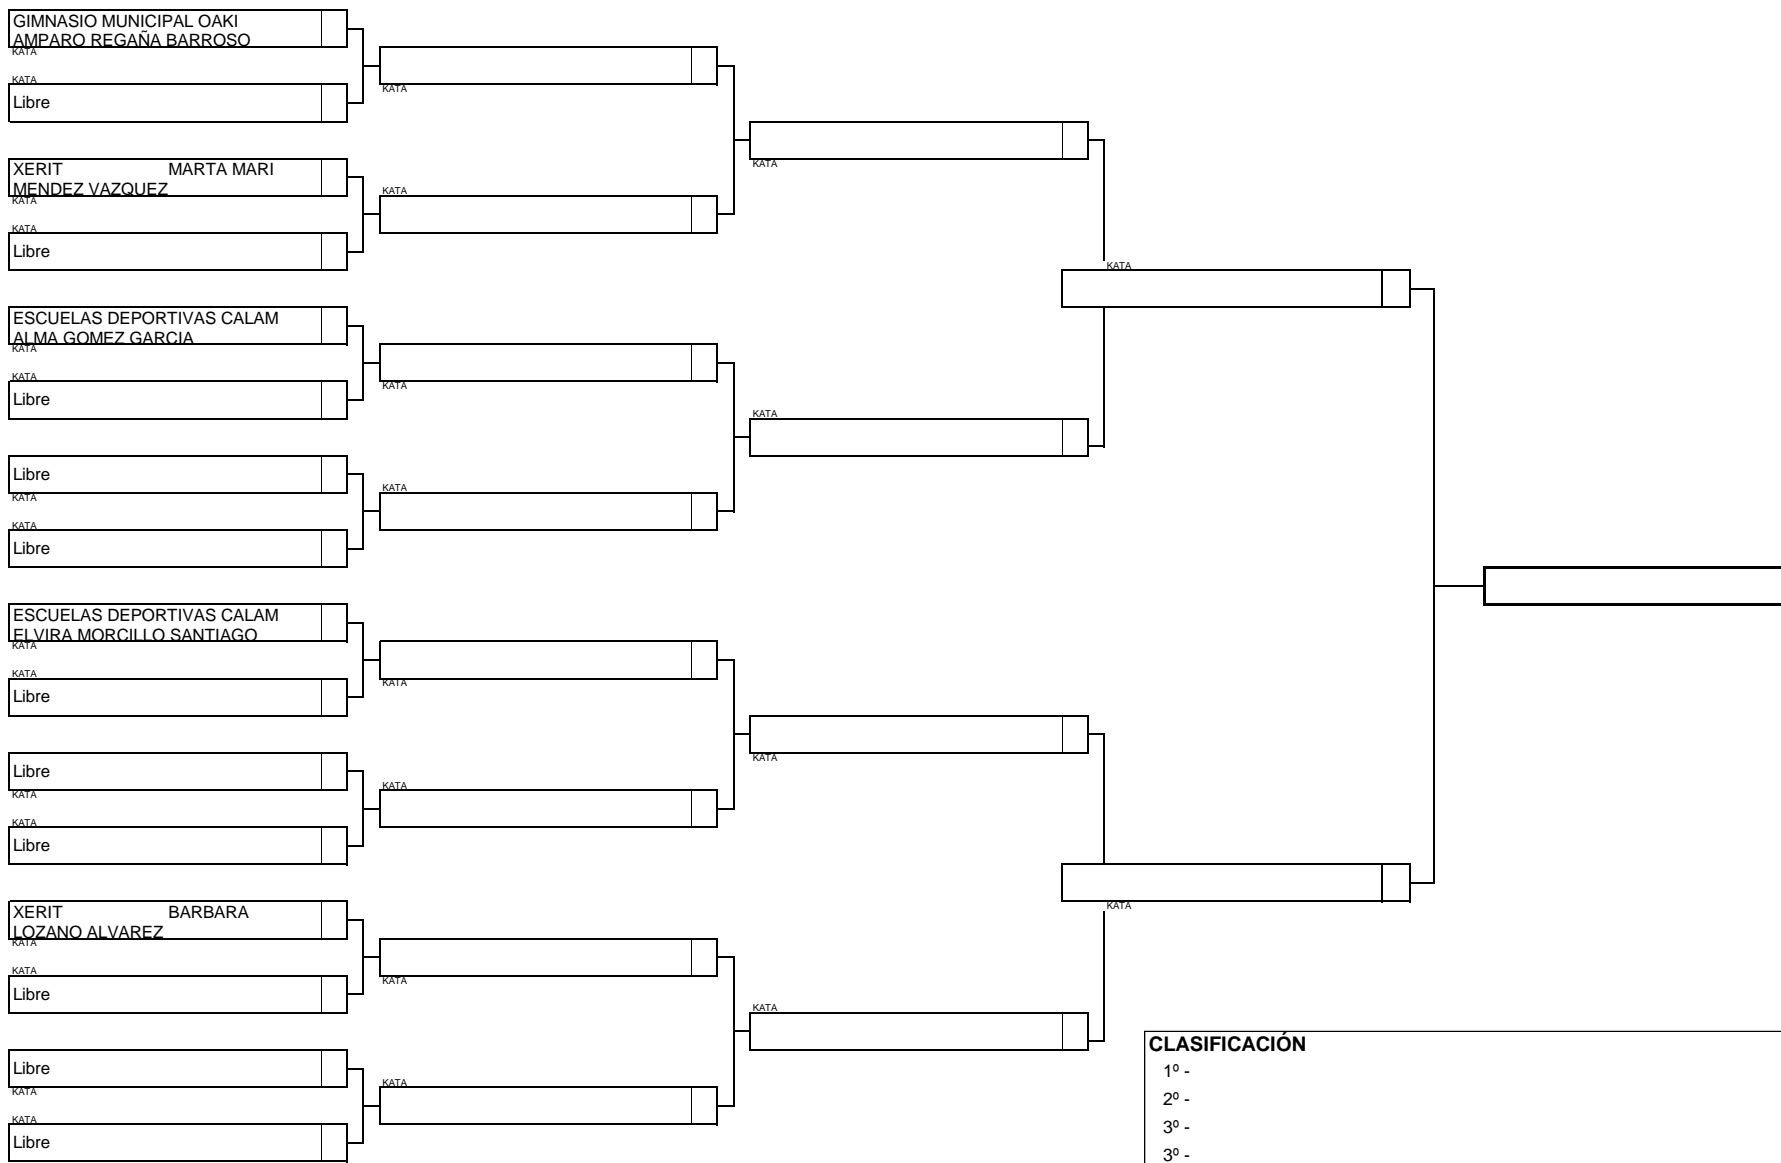 GIMNASIO MUNICIPAL OAKI
AMPARO REGAÑA BARROSO
KATA
KATA
Libre
XERIT MARTA MARI
MENDEZ VAZQUEZ
KATA
KATA
Libre
ESCUELAS DEPORTIVAS CALAM
ALMA GOMEZ GARCIA
KATA
KATA
Libre
Libre
KATA
KATA
Libre
ESCUELAS DEPORTIVAS CALAM
ELVIRA MORCILLO SANTIAGO
KATA
KATA
Libre
Libre
KATA
KATA
Libre
XERIT BARBARA
LOZANO ALVAREZ
KATA
KATA
Libre
Libre
KATA
KATA
Libre
KATA
KATA
KATA
KATA
KATA
KATA
KATA
KATA
KATA
KATA
KATA
KATA
KATA
KATA
CLASIFICACIÓN
1º -
2º -
3º -
3º -